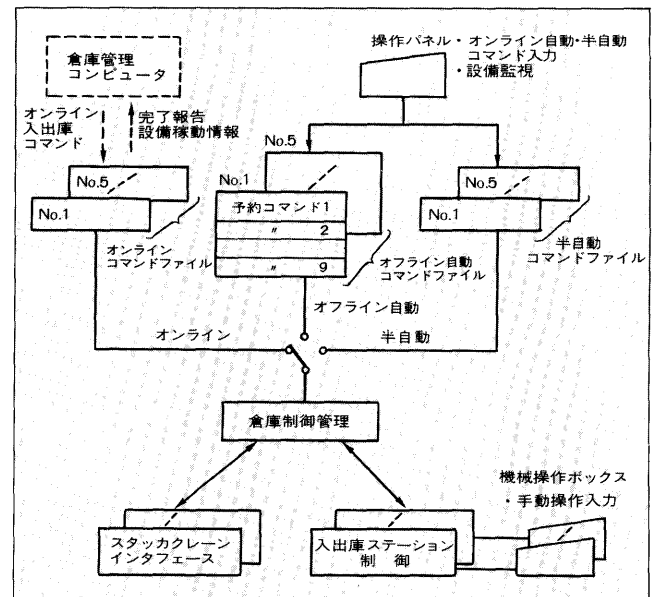 倉庫管理
コンピュータ
操作パネル・オンライン自動・半自動
コマンド入力
・設備監視
オンライン
入出庫
コマンド
完了報告
設備稼動情報
No.5
No.1
オンライン
コマンドファイル
No.5
No.1
予約コマンド1
〃 2
〃 9
オフライン自動
コマンドファイル
No.5
No.1
半自動
コマンドファイル
オフライン自動
オンライン
半自動
倉庫制御管理
機械操作ボックス
・手動操作入力
スタッカクレーン
インタフェース
入出庫ステーション
制御